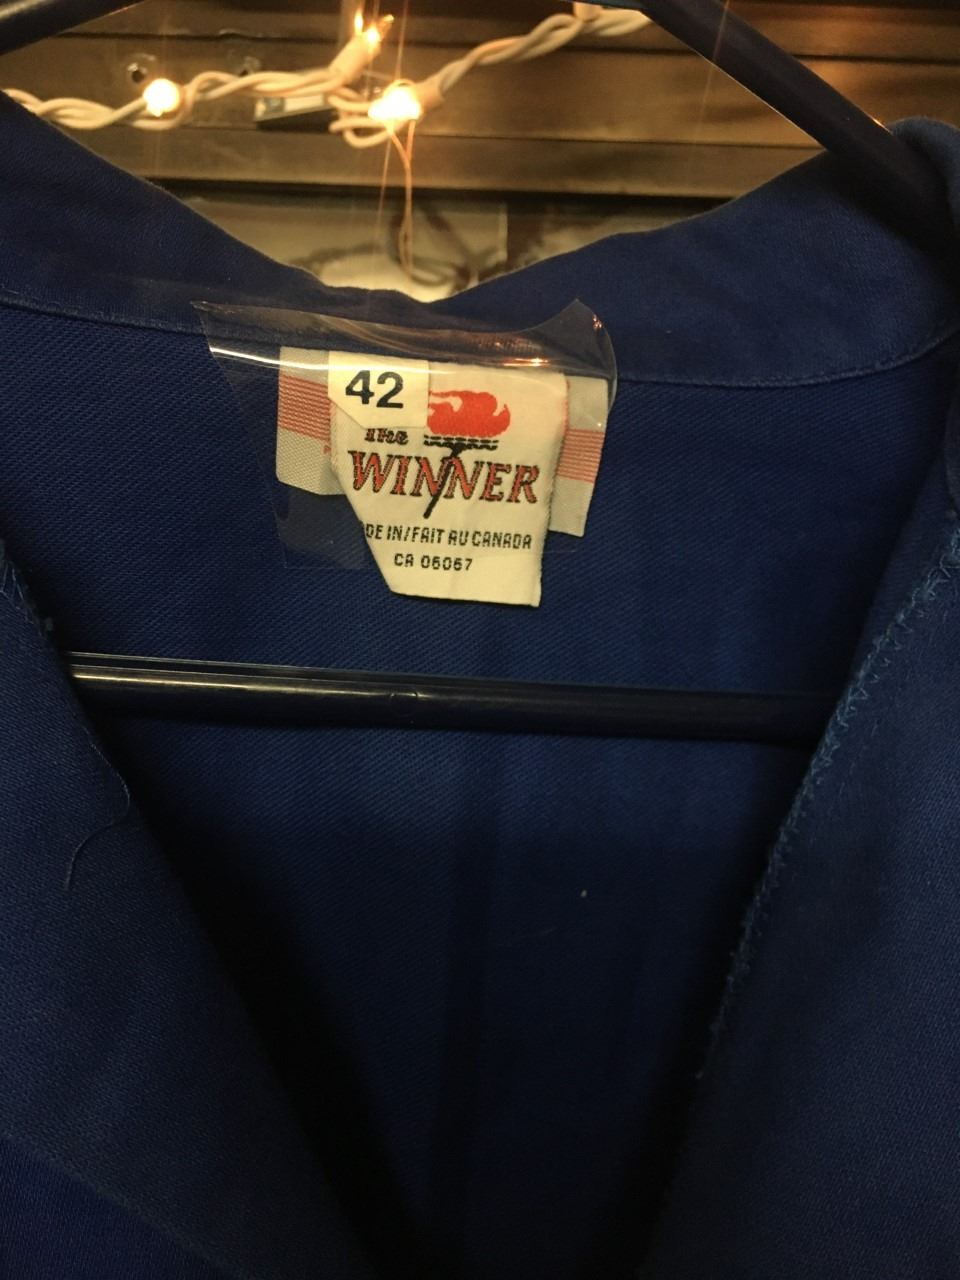 42
The
WINNER
DE IN/FAIT AU CANADA
CA 06067